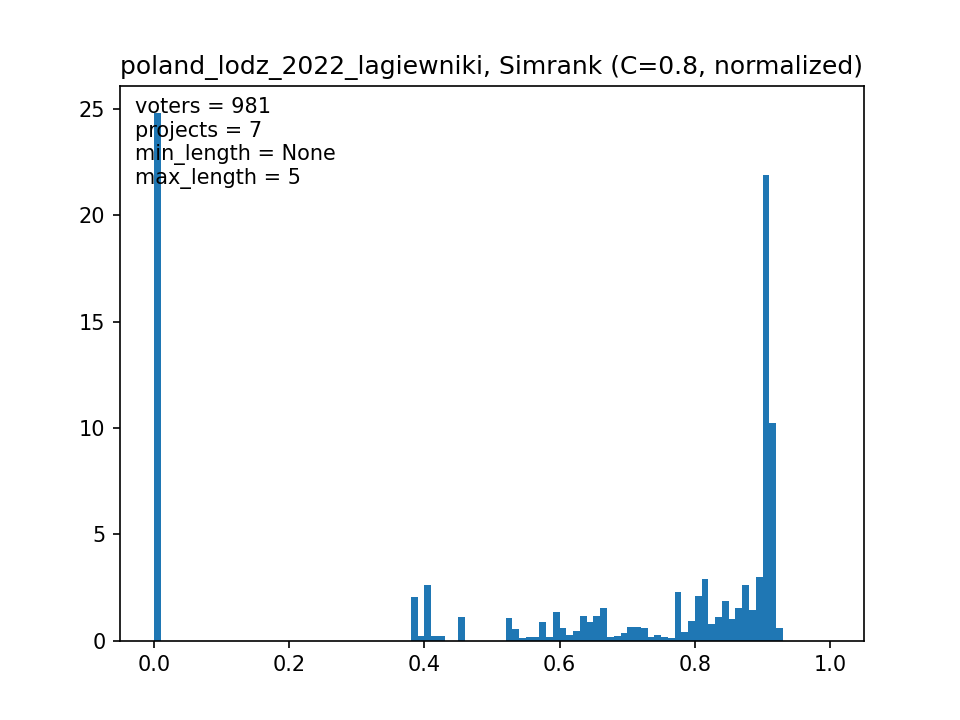 poland_lodz_2022_lagiewniki, Simrank (C=0.8, normalized)
voters = 981
projects = 7
min_length = None
max_length = 5
25
20
15
10
5
0
0.0 0.2 0.4 0.6 0.8 1.0